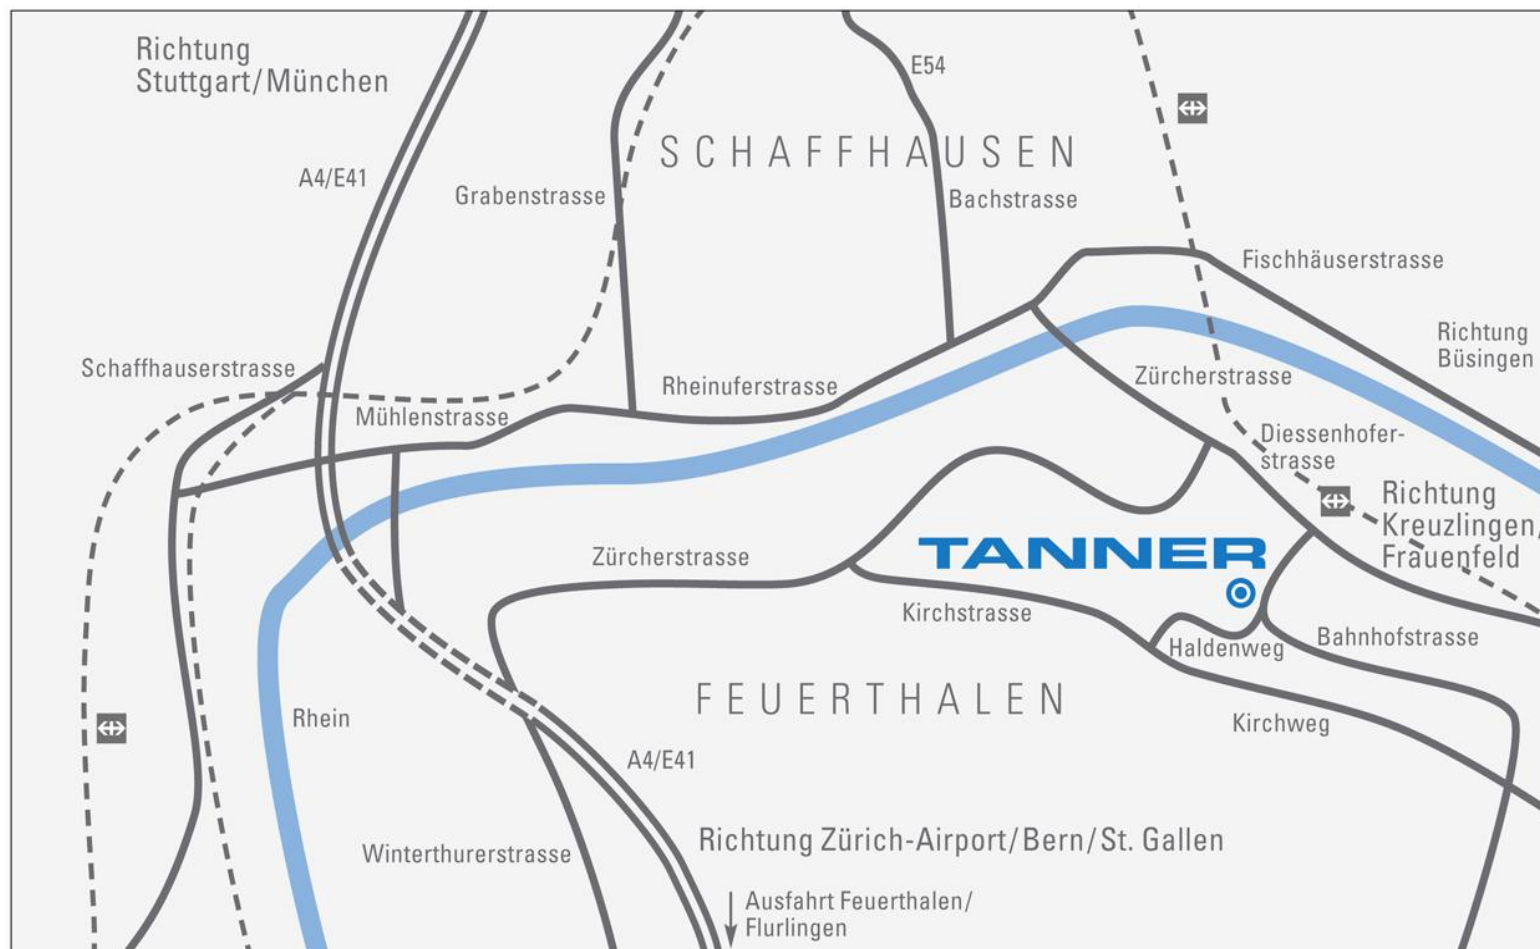 Richtung
Stuttgart/München
E54
SCHAFFHAUSEN
A4/E41
Grabenstrasse
Bachstrasse
Fischhäuserstrasse
Richtung
Büsingen
Schaffhauserstrasse
Mühlenstrasse
Rheinuferstrasse
Zürcherstrasse
Diessenhofer-
strasse
Richtung
Kreuzlingen/
Frauenfeld
Zürcherstrasse
TANNER
Kirchstrasse
Haldenweg
Bahnhofstrasse
FEUERTHALEN
Rhein
Kirchweg
A4/E41
Winterthurerstrasse
Richtung Zürich-Airport/Bern/St. Gallen
Ausfahrt Feuerthalen/
Flurlingen